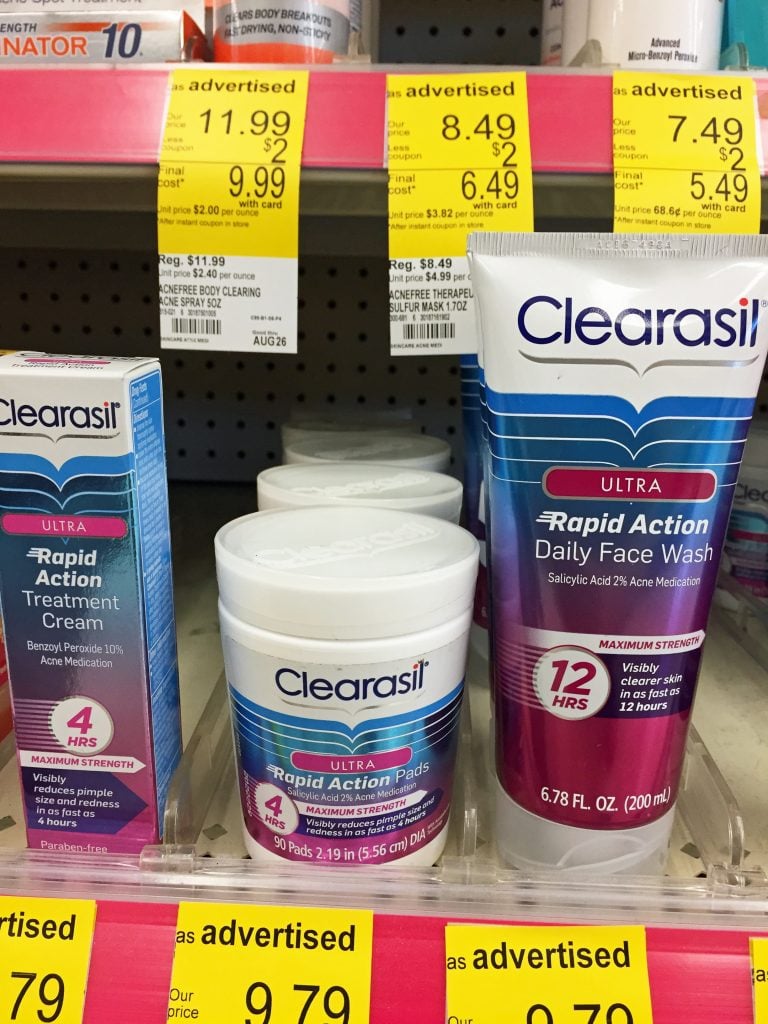 ENGTH
NATOR 10.
CLEARS BODY BREAKOUTS
FAST DRYING, NON-STICKY
Advanced
Micro-Benzoyl Peroxide
as advertised
Our price 11.99
Less coupon $2
Final cost* 9.99
with card
Unit price $2.00 per ounce
*After instant coupon in store
Reg. $11.99
Unit price $2.40 per ounce
ACNEFREE BODY CLEARING
ACNE SPRAY 5OZ
Good thru
AUG 26
as advertised
Our price 8.49
Less coupon $2
Final cost* 6.49
with card
Unit price $3.82 per ounce
*After instant coupon in store
Reg. $8.49
Unit price $4.99 per
ACNEFREE THERAPEU
SULFUR MASK 1.7OZ
SKINCARE ACNE MEDI
as advertised
Our price 7.49
Less coupon $2
Final cost* 5.49
with card
Unit price 68.6¢ per ounce
*After instant coupon in store
Clearasil
ULTRA
Rapid
Action
Treatment
Cream
Benzoyl Peroxide 10%
Acne Medication
4
HRS
MAXIMUM STRENGTH
Visibly
reduces pimple
size and redness
in as fast as
4 hours
Paraben-free
Clearasil
Clearasil
ULTRA
Rapid Action Pads
Salicylic Acid 2% Acne Medication
MAXIMUM STRENGTH
4
HRS
Visibly reduces pimple size and
redness in as fast as 4 hours
90 Pads 2.19 in (5.56 cm) DIA
Clearasil®
ULTRA
Rapid Action
Daily Face Wash
Salicylic Acid 2% Acne Medication
MAXIMUM STRENGTH
12
HRS
Visibly
clearer skin
in as fast as
12 hours
6.78 FL. OZ. (200 mL)
rtised
79
as advertised
Our price 9.79
as advertised
Our 9.79
as